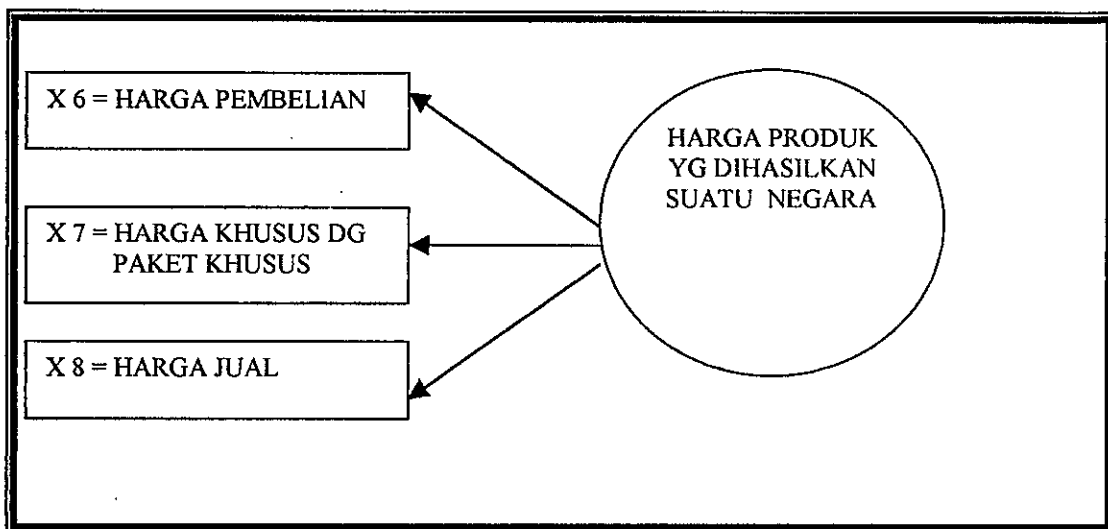 X 6 = HARGA PEMBELIAN
X 7 = HARGA KHUSUS DG
PAKET KHUSUS
X 8 = HARGA JUAL
HARGA PRODUK
YG DIHASILKAN
SUATU NEGARA